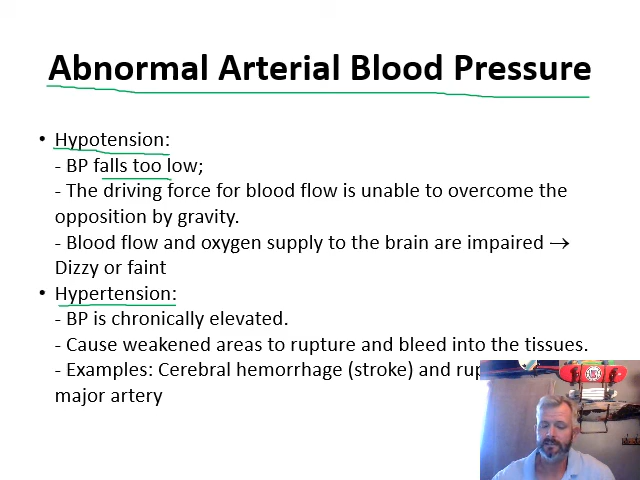 Abnormal Arterial Blood Pressure
• Hypotension:
- BP falls too low;
- The driving force for blood flow is unable to overcome the
opposition by gravity.
- Blood flow and oxygen supply to the brain are impaired →
Dizzy or faint
• Hypertension:
- BP is chronically elevated.
- Cause weakened areas to rupture and bleed into the tissues.
- Examples: Cerebral hemorrhage (stroke) and
major artery